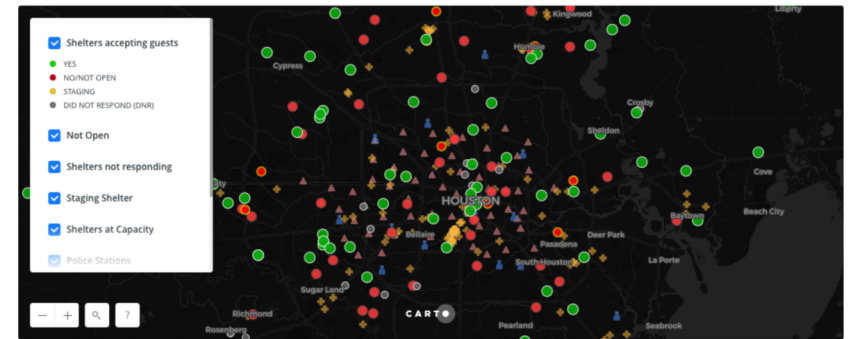 Liberty
Kingwood
Shelters accepting guests
Humble
Cypress
YES
NO/NOT OPEN
STAGING
DID NOT RESPOND (DNR)
Crosby
Sheldon
Not Open
Shelters not responding
Cove
Staging Shelter
HOUSTON
Beach City
Baytown
Shelters at Capacity
Bellaire
Deer Park
Pasadena
Police Stations
La Porte
South Houston
Sugar Land
− + ?
CARTO
Richmond
Pearland
Seabrook
Rosenberg